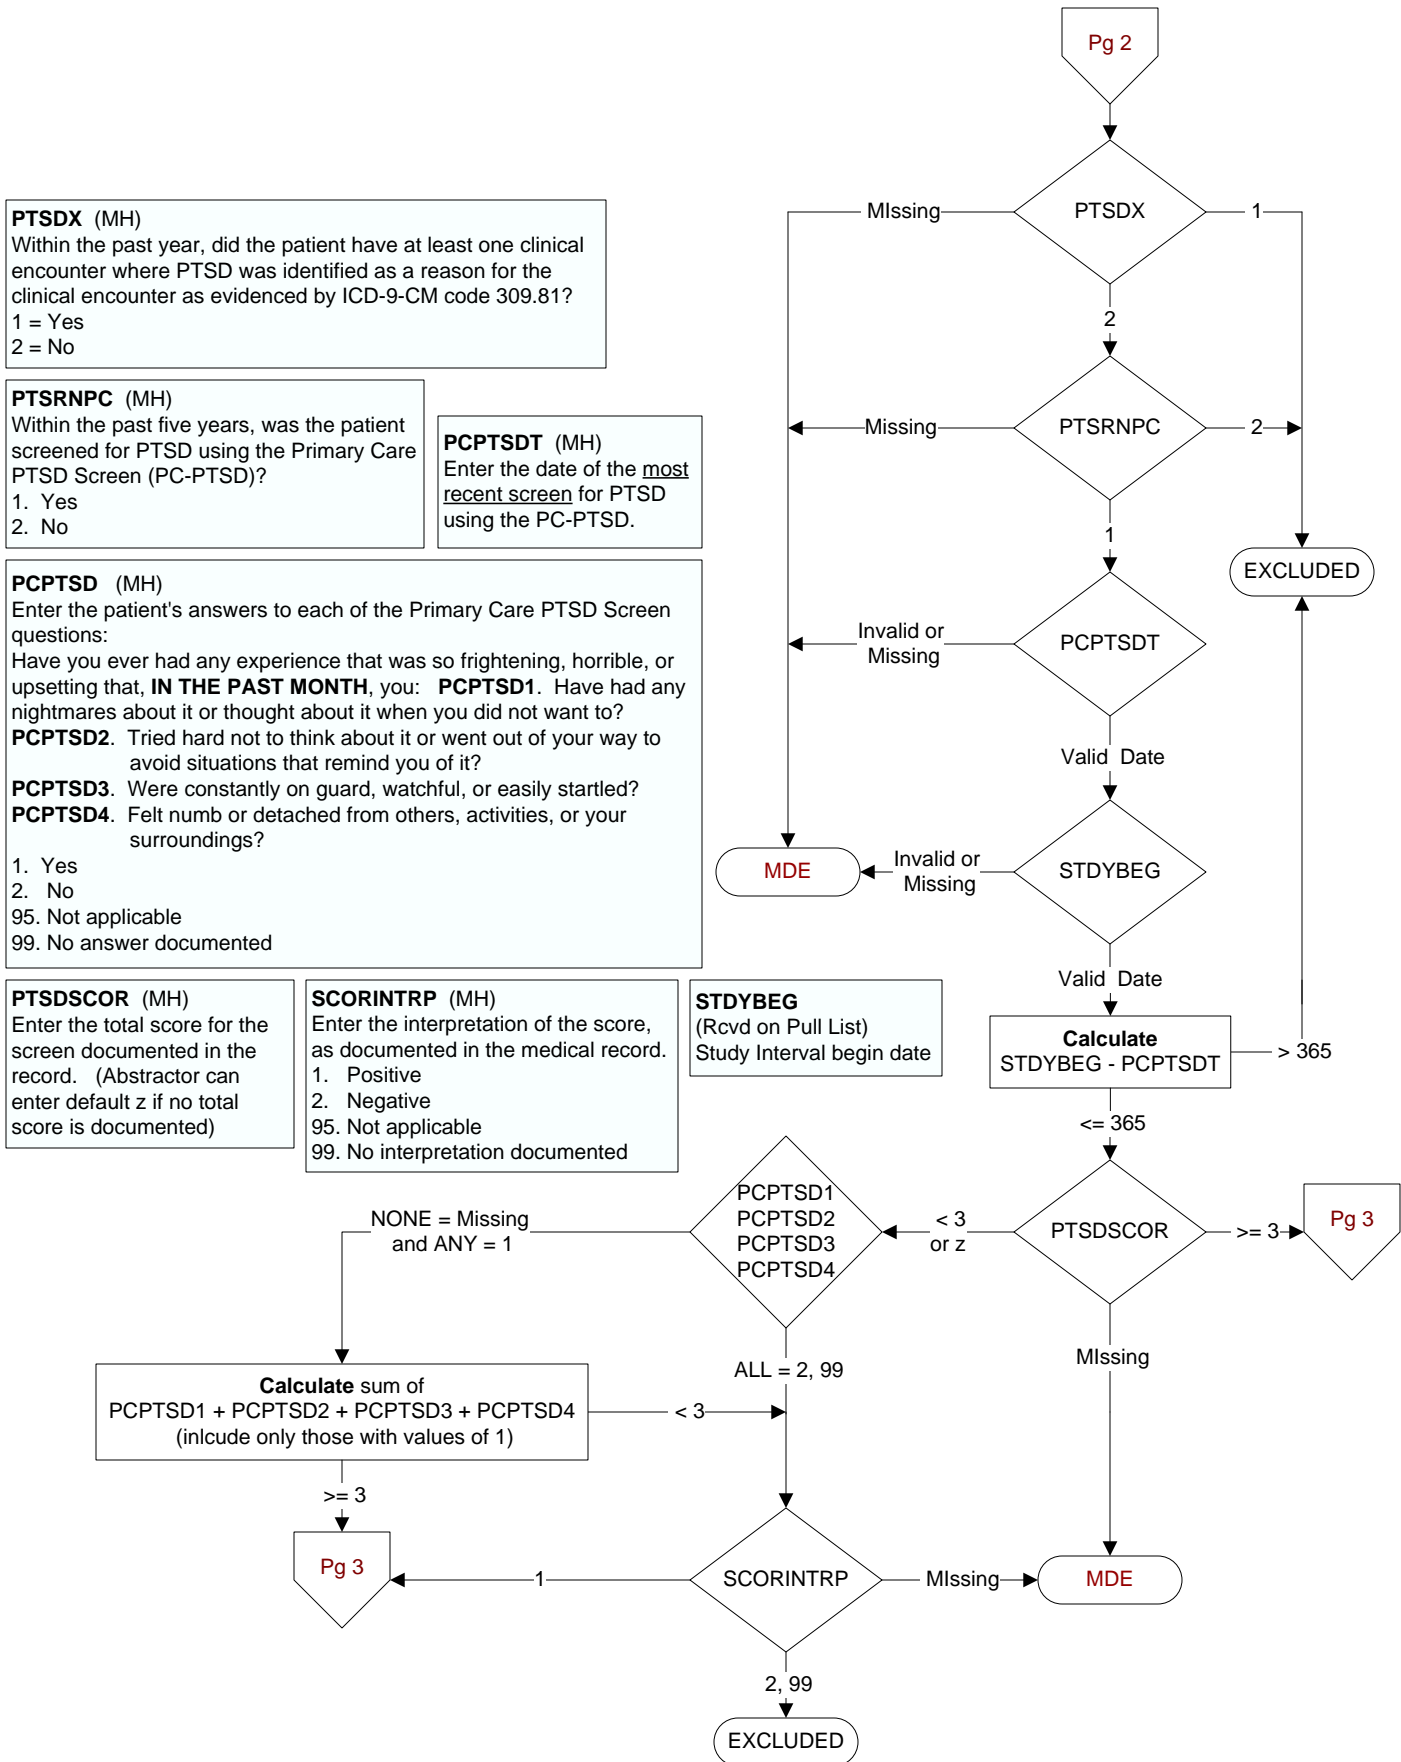 Pg 2
PTSDX
MIssing
1
2
PTSDX (MH)
Within the past year, did the patient have at least one clinical
encounter where PTSD was identified as a reason for the
clinical encounter as evidenced by ICD-9-CM code 309.81?
1 = Yes
2 = No
PTSRNPC (MH)
Within the past five years, was the patient
screened for PTSD using the Primary Care
PTSD Screen (PC-PTSD)?
1. Yes
2. No
PCPTSDT (MH)
Enter the date of the most
recent screen for PTSD
using the PC-PTSD.
PTSRNPC
Missing
2
1
EXCLUDED
PCPTSD (MH)
Enter the patient's answers to each of the Primary Care PTSD Screen
questions:
Have you ever had any experience that was so frightening, horrible, or
upsetting that, IN THE PAST MONTH, you: PCPTSD1. Have had any
nightmares about it or thought about it when you did not want to?
PCPTSD2. Tried hard not to think about it or went out of your way to
avoid situations that remind you of it?
PCPTSD3. Were constantly on guard, watchful, or easily startled?
PCPTSD4. Felt numb or detached from others, activities, or your
surroundings?
1. Yes
2. No
95. Not applicable
99. No answer documented
PCPTSDT
Invalid or
Missing
Valid Date
STDYBEG
Invalid or
Missing
MDE
Valid Date
PTSDSCOR (MH)
Enter the total score for the
screen documented in the
record. (Abstractor can
enter default z if no total
score is documented)
SCORINTRP (MH)
Enter the interpretation of the score,
as documented in the medical record.
1. Positive
2. Negative
95. Not applicable
99. No interpretation documented
STDYBEG
(Rcvd on Pull List)
Study Interval begin date
Calculate
STDYBEG - PCPTSDT
> 365
<= 365
PTSDSCOR
>= 3
Pg 3
< 3
or z
MIssing
PCPTSD1
PCPTSD2
PCPTSD3
PCPTSD4
NONE = Missing
and ANY = 1
ALL = 2, 99
Calculate sum of
PCPTSD1 + PCPTSD2 + PCPTSD3 + PCPTSD4
(inlcude only those with values of 1)
< 3
>= 3
Pg 3
1
SCORINTRP
MIssing
MDE
2, 99
EXCLUDED